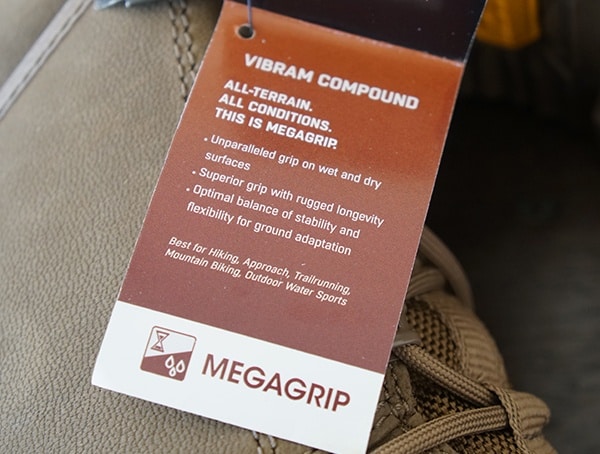 VIBRAM COMPOUND
ALL-TERRAIN.
ALL CONDITIONS.
THIS IS MEGAGRIP.
• Unparalleled grip on wet and dry
surfaces
• Superior grip with rugged longevity
• Optimal balance of stability and
flexibility for ground adaptation
Best for Hiking, Approach, Trailrunning,
Mountain Biking, Outdoor Water Sports
MEGAGRIP